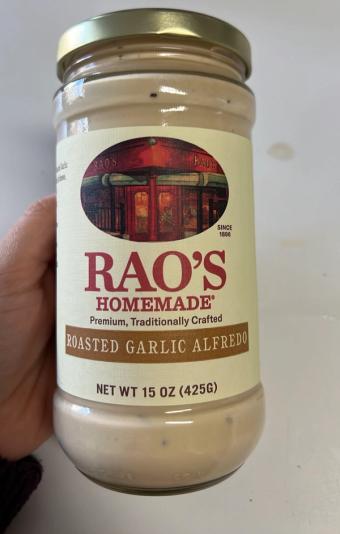 RAO'S
SINCE
1896
RAO'S
HOMEMADE®
Premium, Traditionally Crafted
ROASTED GARLIC ALFREDO
NET WT 15 OZ (425G)